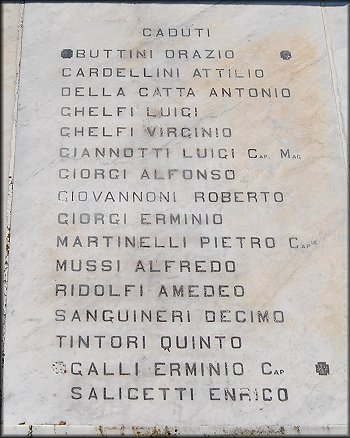 CADUTI
BUTTINI ORAZIO
CARDELLINI ATTILIO
DELLA CATTA ANTONIO
GHELFI LUIGI
GHELFI VIRGINIO
GIANNOTTI LUIGI CAP. MAG
GIORGI ALFONSO
GIOVANNONI ROBERTO
GIORGI ERMINIO
MARTINELLI PIETRO CAP.LE
MUSSI ALFREDO
RIDOLFI AMEDEO
SANGUINERI DECIMO
TINTORI QUINTO
GALLI ERMINIO CAP
SALICETTI ENRICO